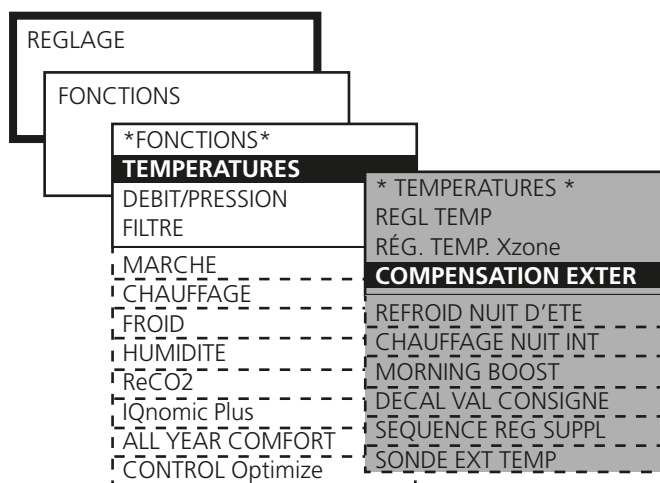 REGLAGE
FONCTIONS
*FONCTIONS*
TEMPERATURES
DEBIT/PRESSION
FILTRE
MARCHE
CHAUFFAGE
FROID
HUMIDITE
ReCO2
IQnomic Plus
ALL YEAR COMFORT
CONTROL Optimize
* TEMPERATURES *
REGL TEMP
RÉG. TEMP. Xzone
COMPENSATION EXTER
REFROID NUIT D'ETE
CHAUFFAGE NUIT INT
MORNING BOOST
DECAL VAL CONSIGNE
SEQUENCE REG SUPPL
SONDE EXT TEMP